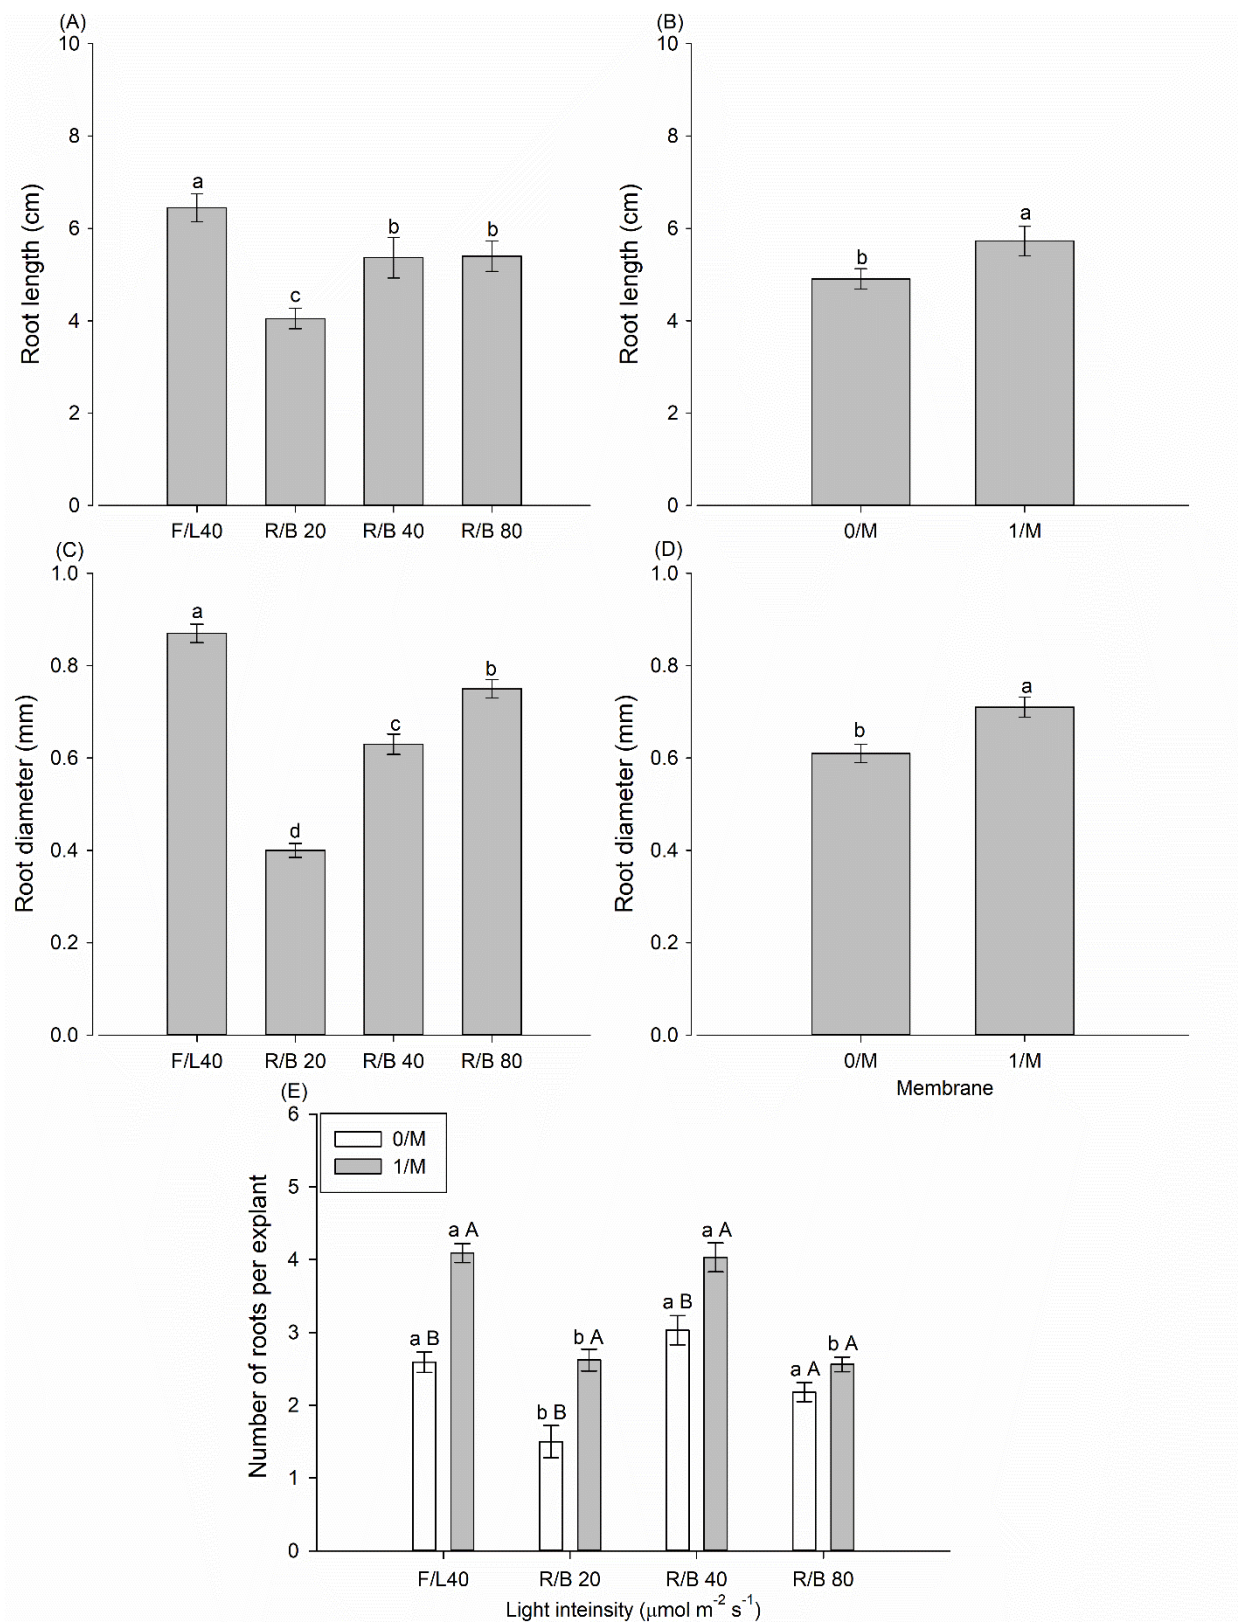 (A)
(B)
10
8
6
4
2
0
Root length (cm)
a
c
b
b
F/L40 R/B 20 R/B 40 R/B 80
10
8
6
4
2
0
Root length (cm)
b
a
0/M 1/M
(C)
(D)
1.0
0.8
0.6
0.4
0.2
0.0
Root diameter (mm)
a
d
c
b
F/L40 R/B 20 R/B 40 R/B 80
1.0
0.8
0.6
0.4
0.2
0.0
Root diameter (mm)
b
a
0/M 1/M
Membrane
(E)
6
5
4
3
2
1
0
Number of roots per explant
0/M
1/M
a B
a A
b B
b A
a B
a A
a A
b A
F/L40 R/B 20 R/B 40 R/B 80
Light inteinsity (μmol m⁻² s⁻¹)